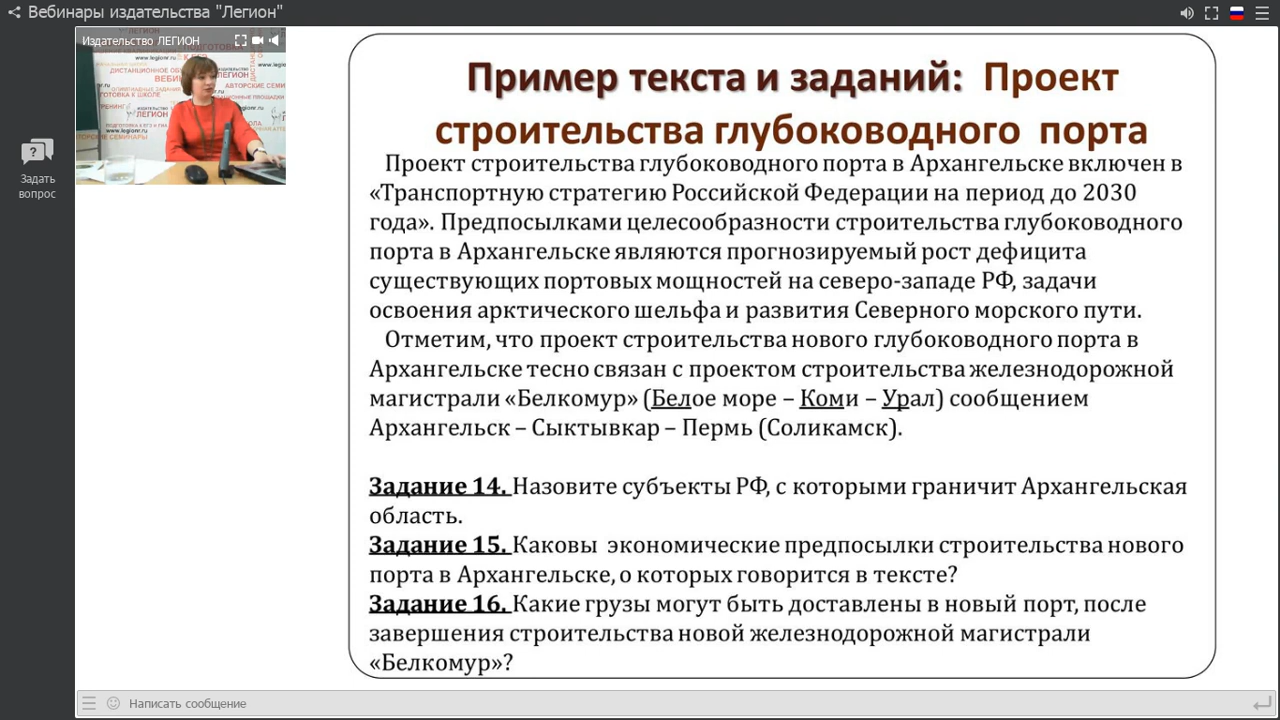 Вебинары издательства "Легион"
Издательство ЛЕГИОН
Задать
вопрос
Пример текста и заданий: Проект
строительства глубоководного порта
Проект строительства глубоководного порта в Архангельске включен в
«Транспортную стратегию Российской Федерации на период до 2030
года». Предпосылками целесообразности строительства глубоководного
порта в Архангельске являются прогнозируемый рост дефицита
существующих портовых мощностей на северо-западе РФ, задачи
освоения арктического шельфа и развития Северного морского пути.
Отметим, что проект строительства нового глубоководного порта в
Архангельске тесно связан с проектом строительства железнодорожной
магистрали «Белкомур» (Белое море – Коми – Урал) сообщением
Архангельск – Сыктывкар – Пермь (Соликамск).
Задание 14. Назовите субъекты РФ, с которыми граничит Архангельская
область.
Задание 15. Каковы экономические предпосылки строительства нового
порта в Архангельске, о которых говорится в тексте?
Задание 16. Какие грузы могут быть доставлены в новый порт, после
завершения строительства новой железнодорожной магистрали
«Белкомур»?
Написать сообщение